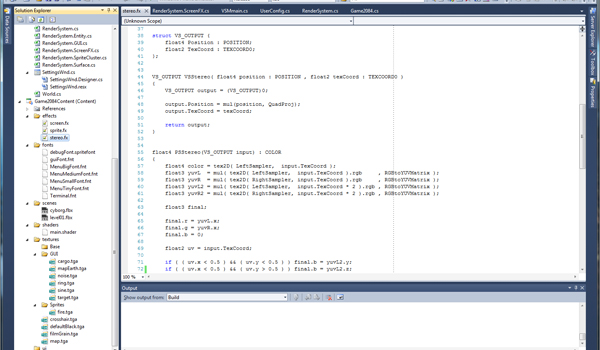 Data Sources
Solution Explorer
RenderSystem.cs
RenderSystem.Entity.cs
RenderSystem.GUI.cs
RenderSystem.ScreenFX.cs
RenderSystem.SpriteCluster.cs
RenderSystem.Surface.cs
SettingsWnd.cs
SettingsWnd.Designer.cs
SettingsWnd.resx
World.cs
Game2084Content (Content)
References
effects
screen.fx
sprite.fx
stereo.fx
fonts
debugFont.spritefont
guiFont.fnt
MenuBigFont.fnt
MenuMediumFont.fnt
MenuSmallFont.fnt
MenuTinyFont.fnt
Terminal.fnt
scenes
cyborg.fbx
level01.fbx
shaders
main.shader
textures
Base
GUI
cargo.tga
mapEarth.tga
noise.tga
ring.tga
sine.tga
target.tga
Sprites
fire.tga
crosshair.tga
defaultBlack.tga
filmGrain.tga
map.tga
stereo.fx
RenderSystem.ScreenFX.cs
VSMmain.cs
UserConfig.cs
RenderSystem.cs
Game2084.cs
(Unknown Scope)
38 #struct VS_OUTPUT {
float4 Position : POSITION;
40 float2 TexCoord : TEXCOORD0;
};
VS_OUTPUT VSStereo( float4 position : POSITION , float2 texCoord : TEXCOORD0 )
{
VS_OUTPUT output = (VS_OUTPUT)0;
output.Position = mul(position, QuadProj);
output.TexCoord = texCoord;
return output;
}
float4 PSStereo(VS_OUTPUT input) : COLOR
{
float4 color = tex2D( LeftSampler, input.TexCoord );
float3 yuvL = mul( tex2D( LeftSampler, input.TexCoord ).rgb , RGBtoYUVMatrix );
float3 yuvR = mul( tex2D( RightSampler, input.TexCoord ).rgb , RGBtoYUVMatrix );
float3 yuvL2 = mul( tex2D( LeftSampler, input.TexCoord * 2 ).rgb , RGBtoYUVMatrix );
float3 yuvR2 = mul( tex2D( RightSampler, input.TexCoord * 2 ).rgb , RGBtoYUVMatrix );
float3 final;
final.r = yuvL.x;
final.g = yuvR.x;
final.b = 0;
float2 uv = input.TexCoord;
if ( ( uv.x < 0.5 ) && ( uv.y < 0.5 ) ) final.b = yuvL2.y;
if ( ( uv.x < 0.5 ) && ( uv.y > 0.5 ) ) final.b = yuvL2.z;
100 %
Output
Show output from: Build
Server Explorer
Toolbox
Properties